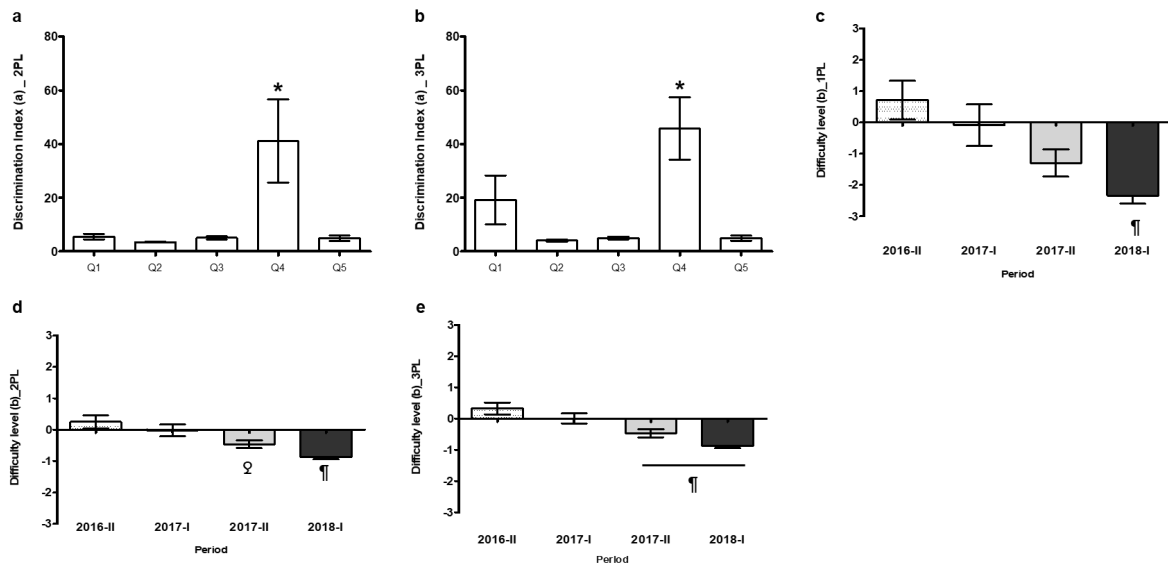 a
Discrimination Index (a) _ 2PL
80
60
40
20
0
*
Q1 Q2 Q3 Q4 Q5
b
Discrimination Index (a) _ 3PL
80
60
40
20
0
*
Q1 Q2 Q3 Q4 Q5
c
Difficulty level (b)_1PL
3
2
1
0
-1
-2
-3
¶
2016-II 2017-I 2017-II 2018-I
Period
d
Difficulty level (b)_2PL
3
2
1
0
-1
-2
-3
♀ ¶
2016-II 2017-I 2017-II 2018-I
Period
e
Difficulty level (b)_3PL
3
2
1
0
-1
-2
-3
¶
2016-II 2017-I 2017-II 2018-I
Period